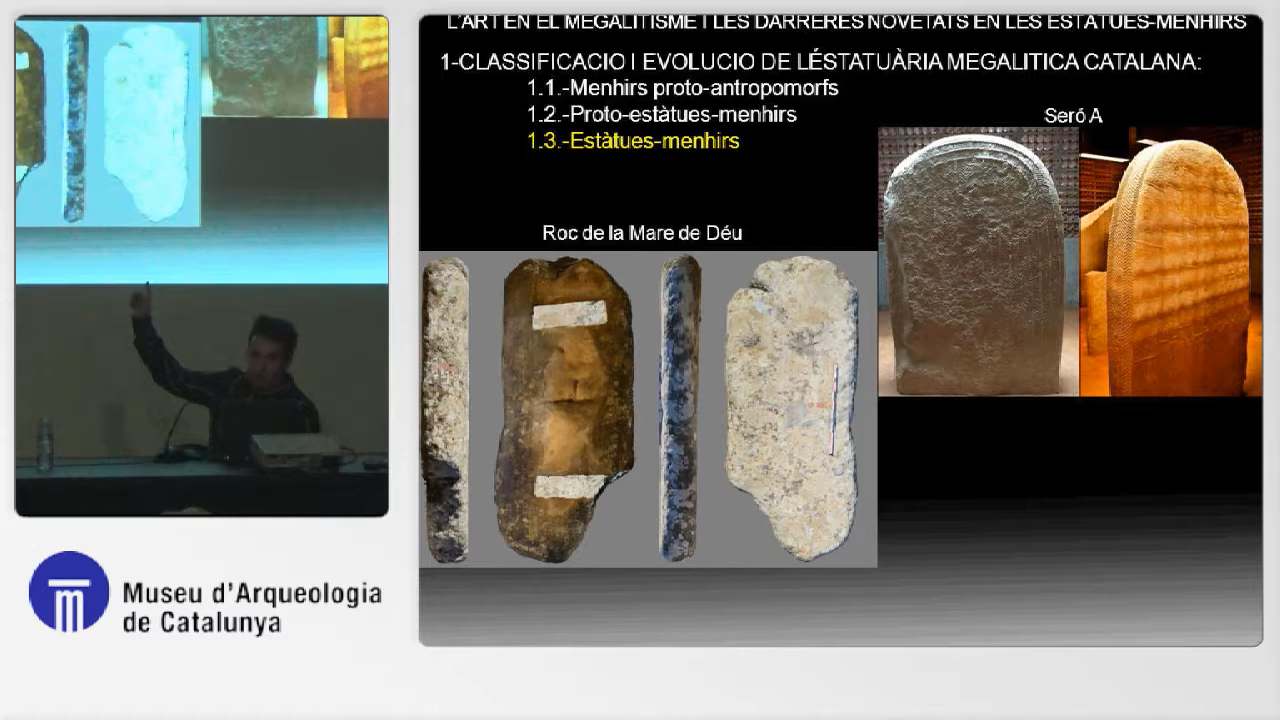 L'ART EN EL MEGALITISME I LES DARRERES NOVETATS EN LES ESTATUES-MENHIRS
1-CLASSIFICACIO I EVOLUCIO DE LÉSTATUÀRIA MEGALITICA CATALANA:
1.1.-Menhirs proto-antropomorfs
1.2.-Proto-estàtues-menhirs
1.3.-Estàtues-menhirs
Seró A
Roc de la Mare de Déu
Museu d'Arqueologia
de Catalunya